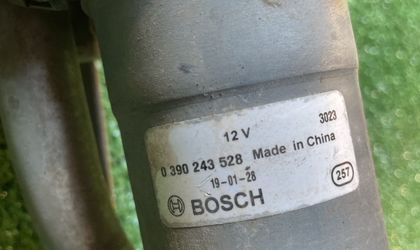 3023
12 V
0 390 243 528 Made in China
19-01-28
257
BOSCH